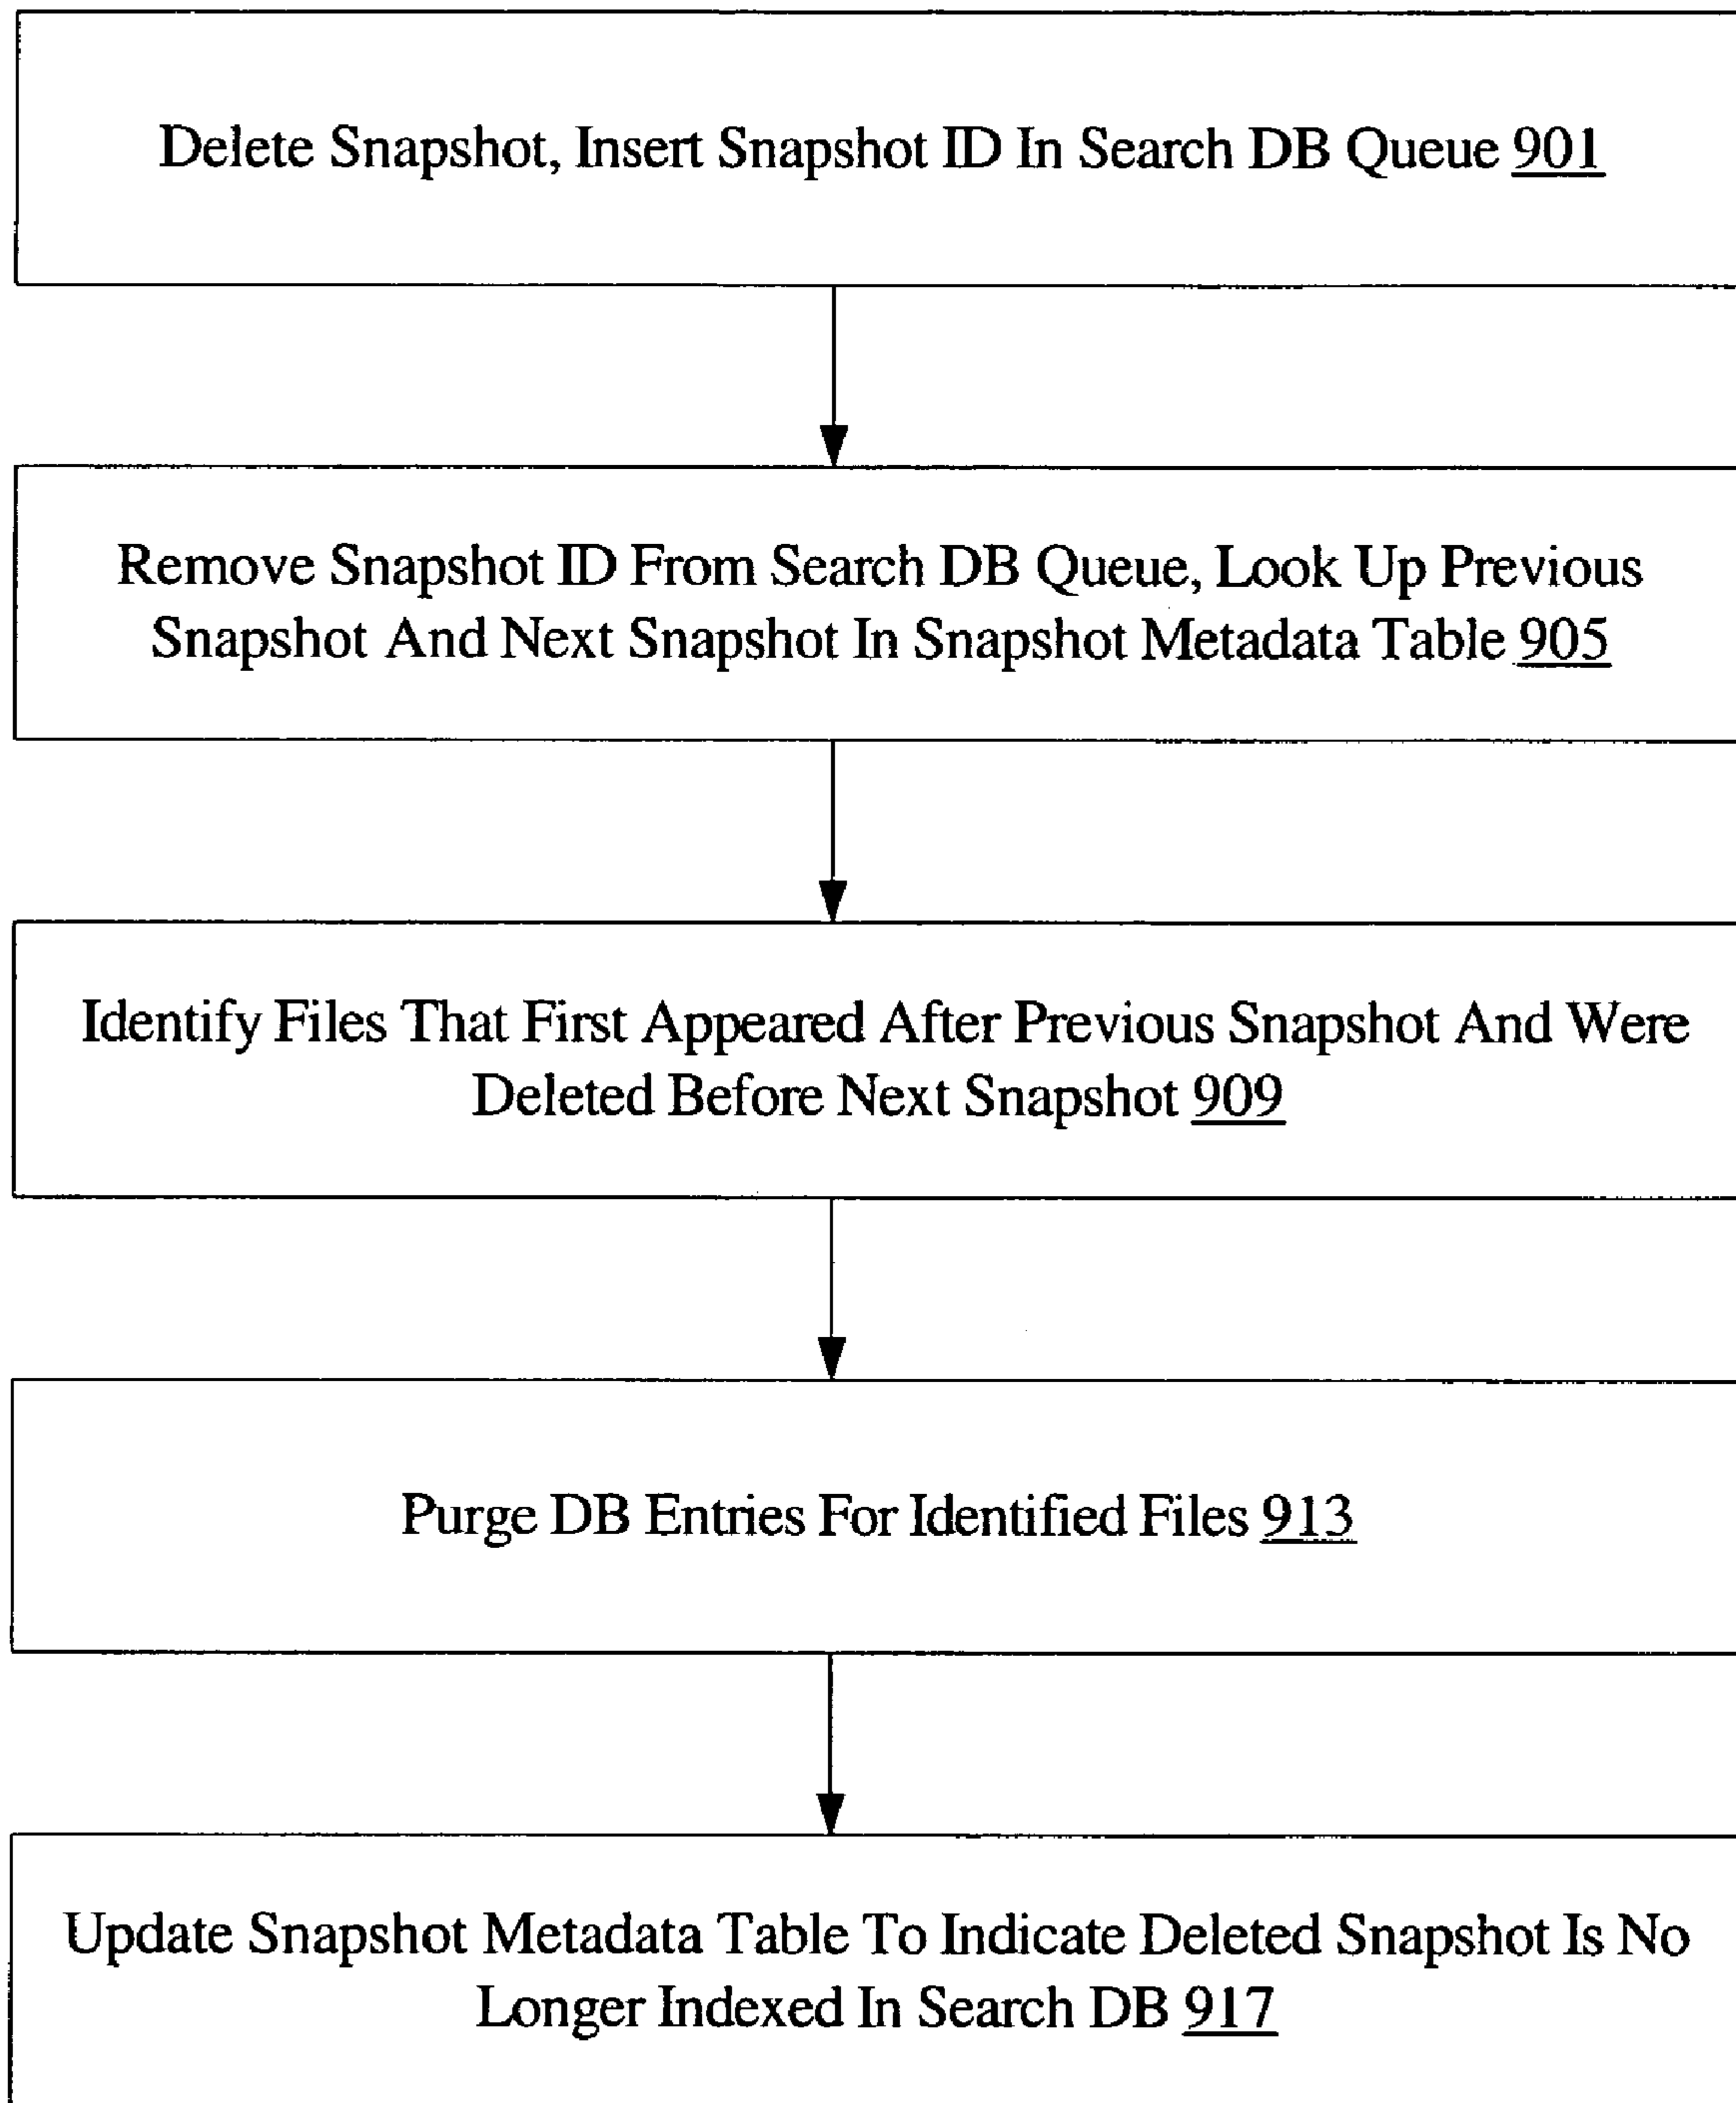 Delete Snapshot, Insert Snapshot ID In Search DB Queue 901
Remove Snapshot ID From Search DB Queue, Look Up Previous
Snapshot And Next Snapshot In Snapshot Metadata Table 905
Identify Files That First Appeared After Previous Snapshot And Were
Deleted Before Next Snapshot 909
Purge DB Entries For Identified Files 913
Update Snapshot Metadata Table To Indicate Deleted Snapshot Is No
Longer Indexed In Search DB 917